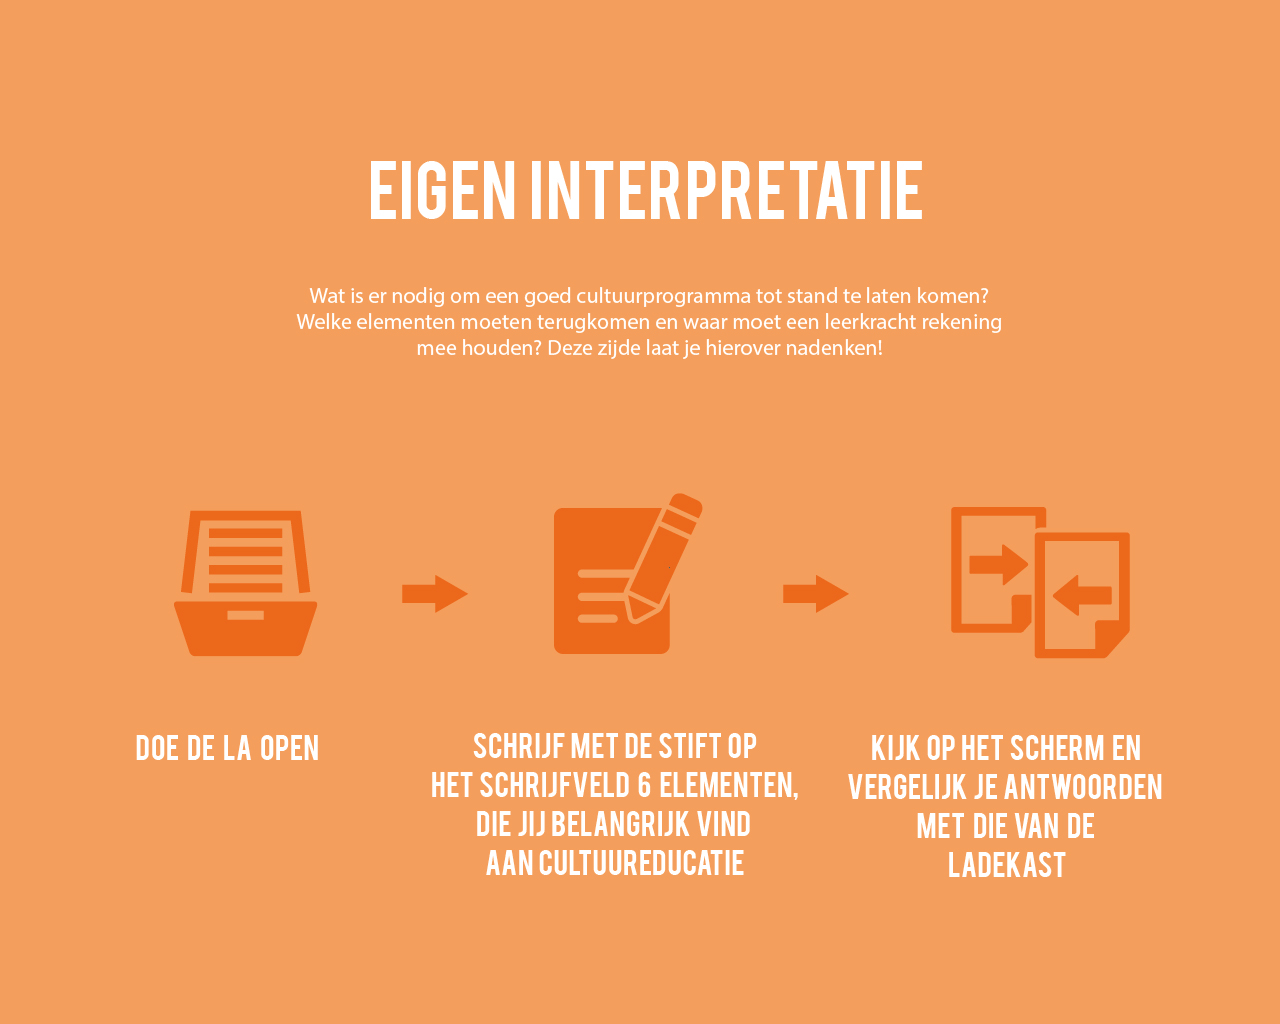 EIGEN INTERPRETATIE
Wat is er nodig om een goed cultuurprogramma tot stand te laten komen?
Welke elementen moeten terugkomen en waar moet een leerkracht rekening
mee houden? Deze zijde laat je hierover nadenken!
DOE DE LA OPEN
SCHRIJF MET DE STIFT OP
HET SCHRIJFVELD 6 ELEMENTEN,
DIE JIJ BELANGRIJK VIND
AAN CULTUUREDUCATIE
KIJK OP HET SCHERM EN
VERGELIJK JE ANTWOORDEN
MET DIE VAN DE
LADEKAST